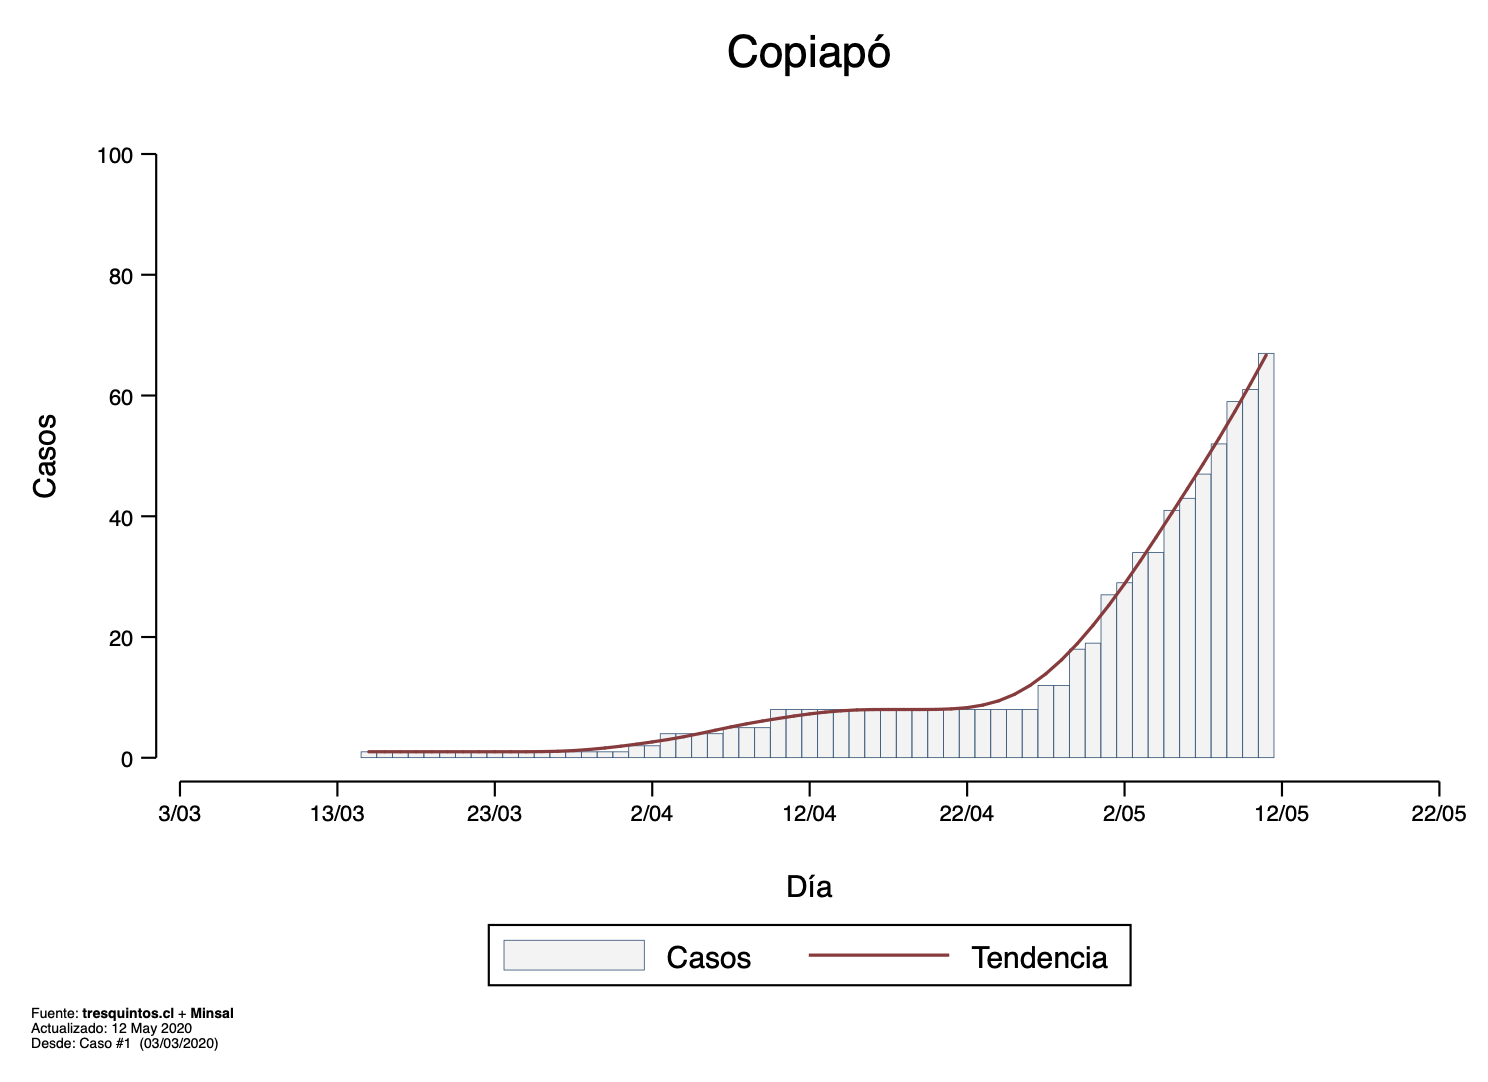 Copiapó
100
80
60
40
20
0
Casos
3/03 13/03 23/03 2/04 12/04 22/04 2/05 12/05 22/05
Día
Casos Tendencia
Fuente: tresquintos.cl + Minsal
Actualizado: 12 May 2020
Desde: Caso #1 (03/03/2020)